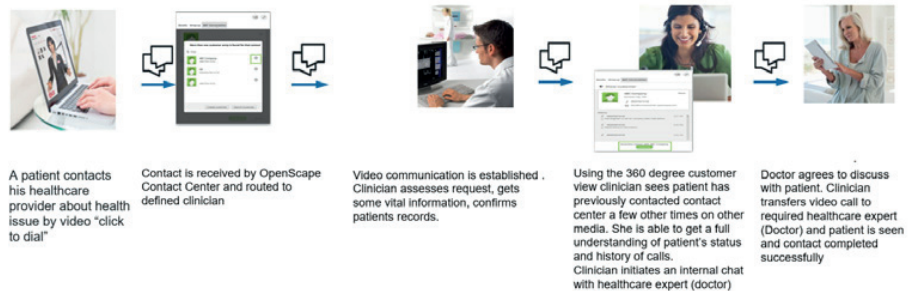 A patient contacts
his healthcare
provider about health
issue by video “click
to dial”
Contact is received by OpenScape
Contact Center and routed to
defined clinician
Video communication is established .
Clinician assesses request, gets
some vital information, confirms
patients records.
Using the 360 degree customer
view clinician sees patient has
previously contacted contact
center a few other times on other
media. She is able to get a full
understanding of patient's status
and history of calls.
Clinician initiates an internal chat
with healthcare expert (doctor)
Doctor agrees to discuss
with patient. Clinician
transfers video call to
required healthcare expert
(Doctor) and patient is seen
and contact completed
successfully